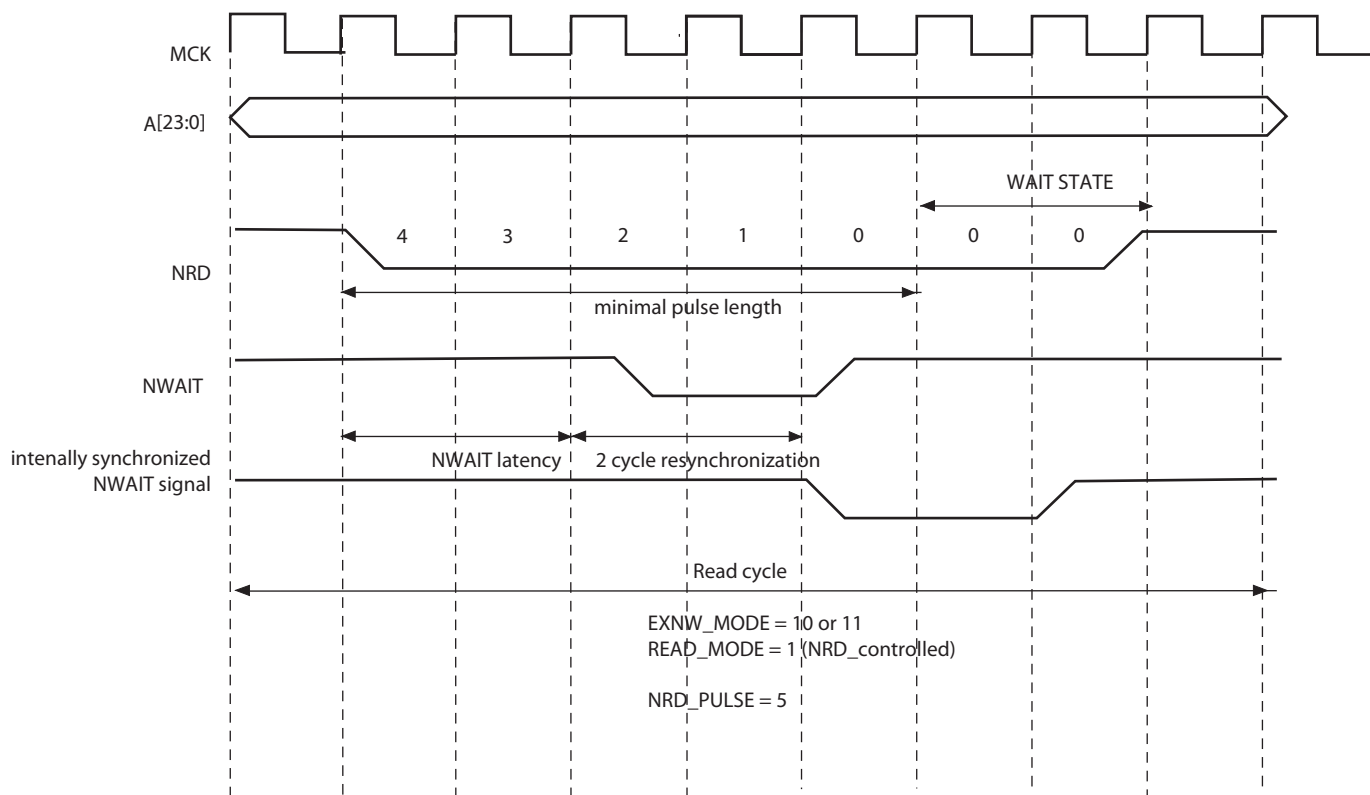 MCK
A[23:0]
WAIT STATE
4 3 2 1 0 0 0
NRD
minimal pulse length
NWAIT
NWAIT latency
2 cycle resynchronization
intenally synchronized
NWAIT signal
Read cycle
EXNW_MODE = 10 or 11
READ_MODE = 1 (NRD_controlled)
NRD_PULSE = 5